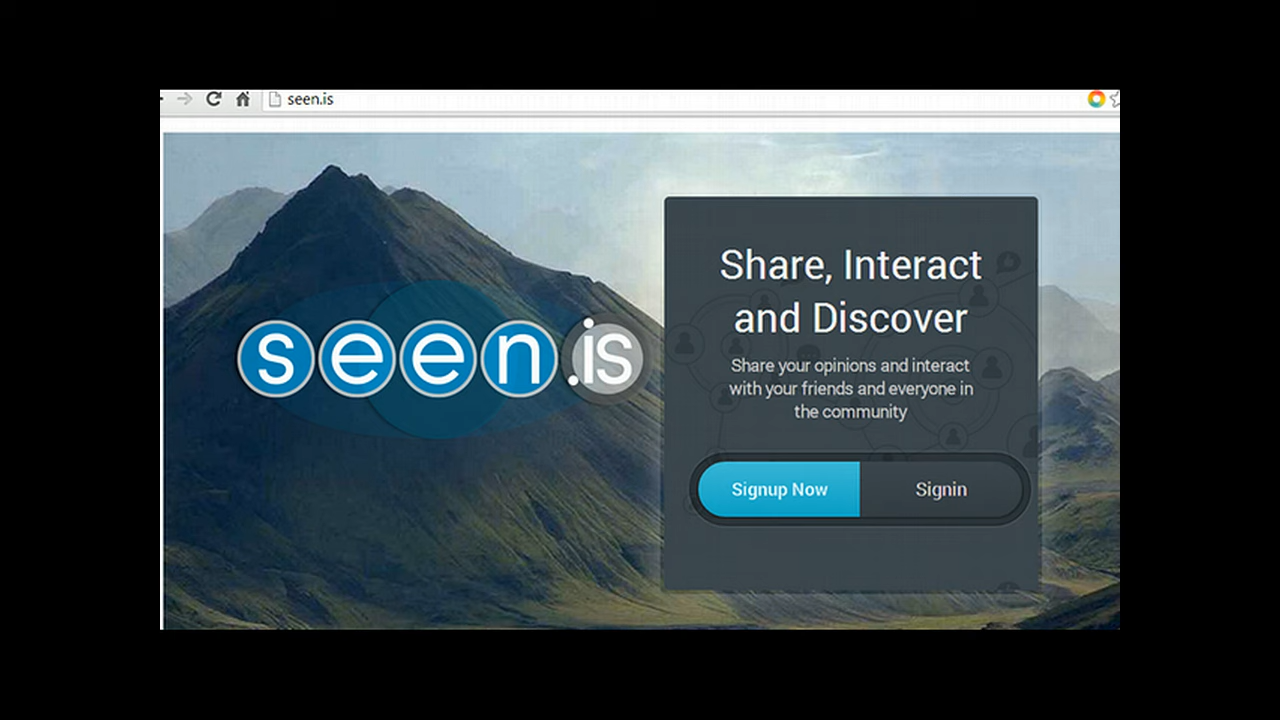 seen.is
seen.is
Share, Interact
and Discover
Share your opinions and interact
with your friends and everyone in
the community
Signup Now
Signin